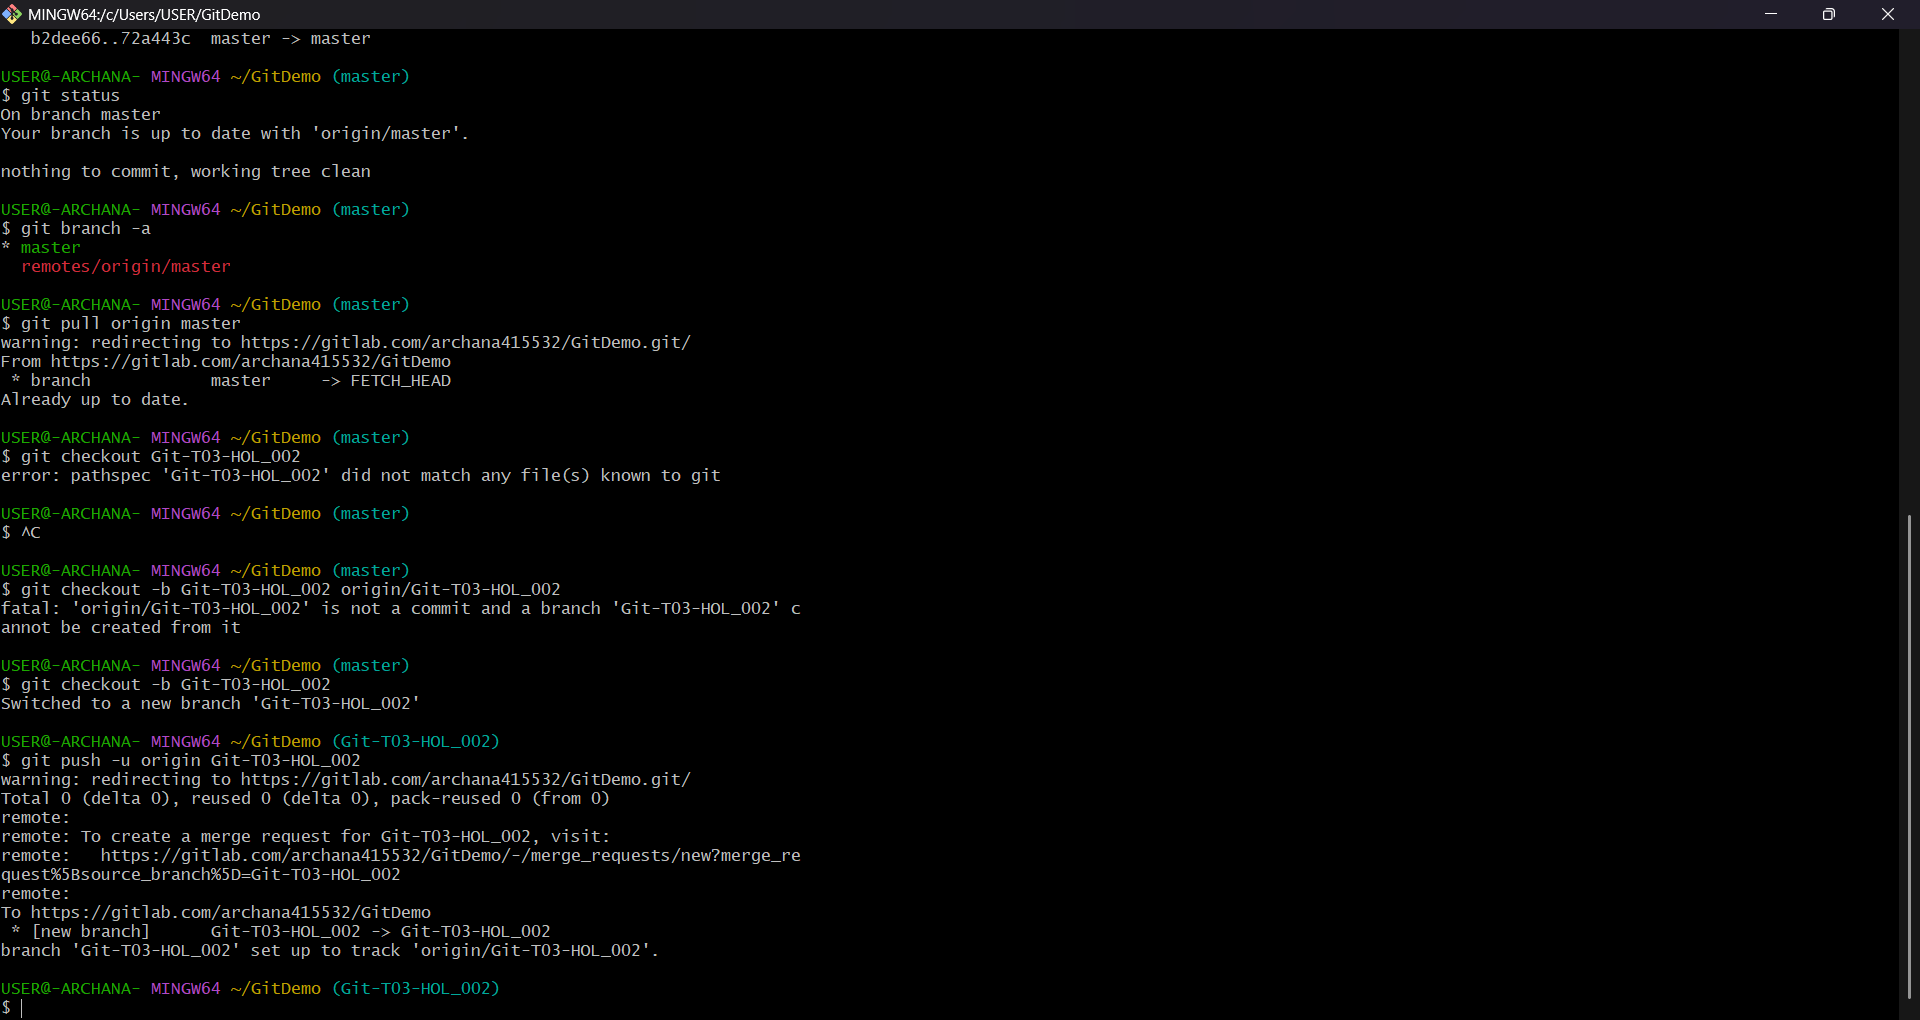 MINGW64:/c/Users/USER/GitDemo
   b2dee66..72a443c  master -> master
USER@-ARCHANA- MINGW64 ~/GitDemo (master)
$ git status
On branch master
Your branch is up to date with 'origin/master'.
nothing to commit, working tree clean
USER@-ARCHANA- MINGW64 ~/GitDemo (master)
$ git branch -a
* master
  remotes/origin/master
USER@-ARCHANA- MINGW64 ~/GitDemo (master)
$ git pull origin master
warning: redirecting to https://gitlab.com/archana415532/GitDemo.git/
From https://gitlab.com/archana415532/GitDemo
 * branch            master     -> FETCH_HEAD
Already up to date.
USER@-ARCHANA- MINGW64 ~/GitDemo (master)
$ git checkout Git-T03-HOL_002
error: pathspec 'Git-T03-HOL_002' did not match any file(s) known to git
USER@-ARCHANA- MINGW64 ~/GitDemo (master)
$ ^C
USER@-ARCHANA- MINGW64 ~/GitDemo (master)
$ git checkout -b Git-T03-HOL_002 origin/Git-T03-HOL_002
fatal: 'origin/Git-T03-HOL_002' is not a commit and a branch 'Git-T03-HOL_002' c
annot be created from it
USER@-ARCHANA- MINGW64 ~/GitDemo (master)
$ git checkout -b Git-T03-HOL_002
Switched to a new branch 'Git-T03-HOL_002'
USER@-ARCHANA- MINGW64 ~/GitDemo (Git-T03-HOL_002)
$ git push -u origin Git-T03-HOL_002
warning: redirecting to https://gitlab.com/archana415532/GitDemo.git/
Total 0 (delta 0), reused 0 (delta 0), pack-reused 0 (from 0)
remote:
remote: To create a merge request for Git-T03-HOL_002, visit:
remote:   https://gitlab.com/archana415532/GitDemo/-/merge_requests/new?merge_re
quest%5Bsource_branch%5D=Git-T03-HOL_002
remote:
To https://gitlab.com/archana415532/GitDemo
 * [new branch]      Git-T03-HOL_002 -> Git-T03-HOL_002
branch 'Git-T03-HOL_002' set up to track 'origin/Git-T03-HOL_002'.
USER@-ARCHANA- MINGW64 ~/GitDemo (Git-T03-HOL_002)
$